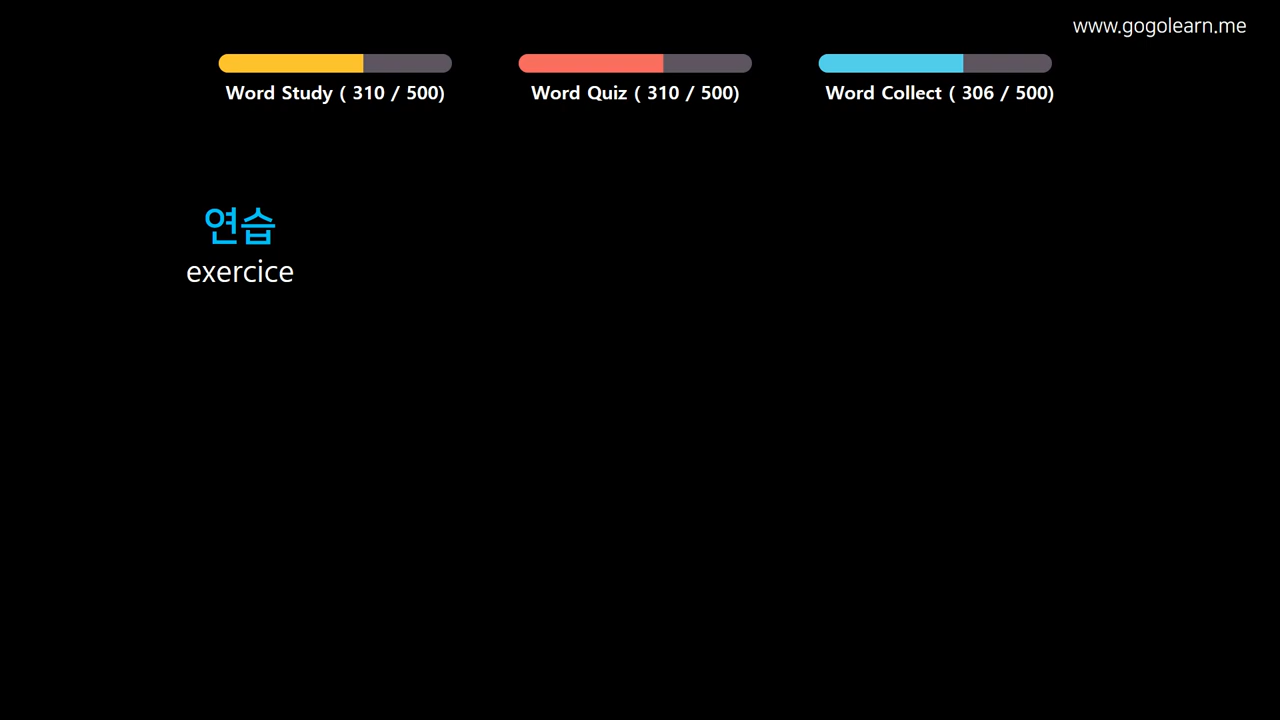 www.gogolearn.me
Word Study ( 310 / 500)
Word Quiz ( 310 / 500)
Word Collect ( 306 / 500)
연습
exercice